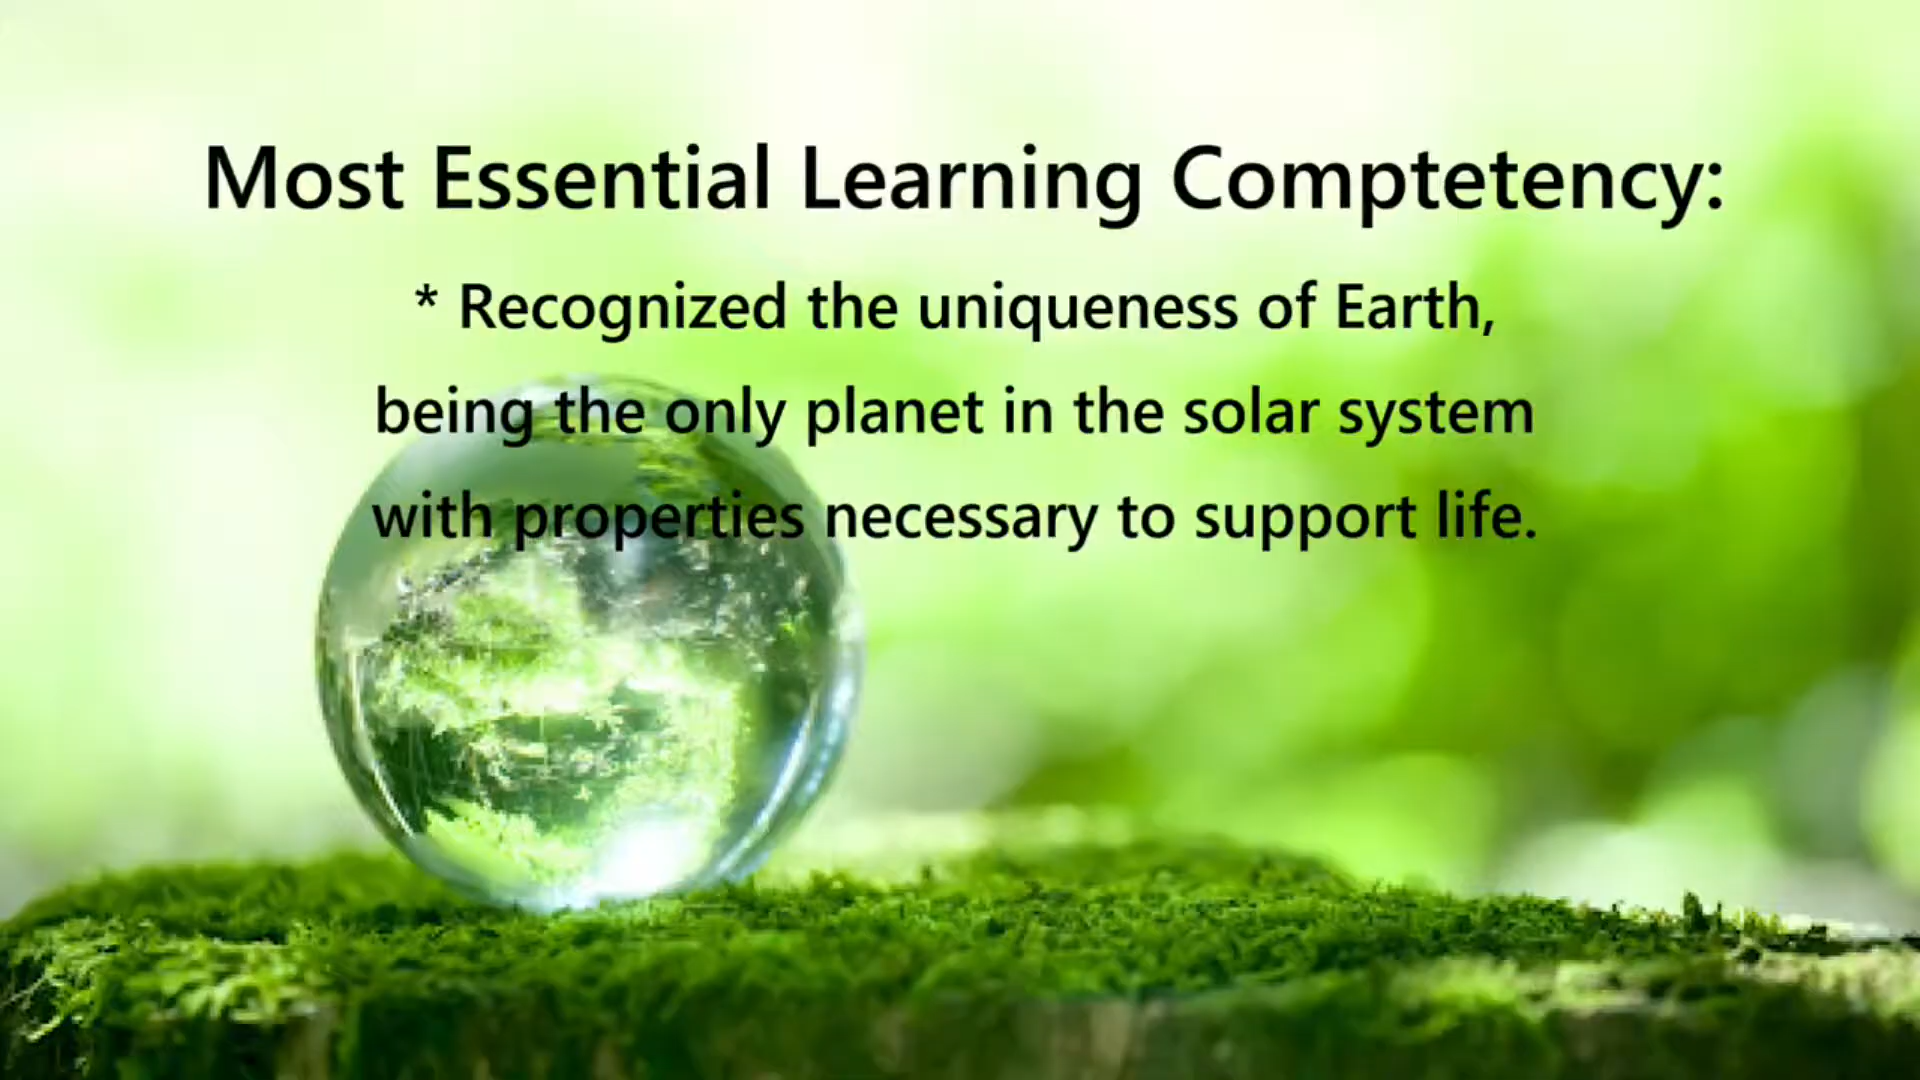 Most Essential Learning Comptetency:
* Recognized the uniqueness of Earth,
being the only planet in the solar system
with properties necessary to support life.